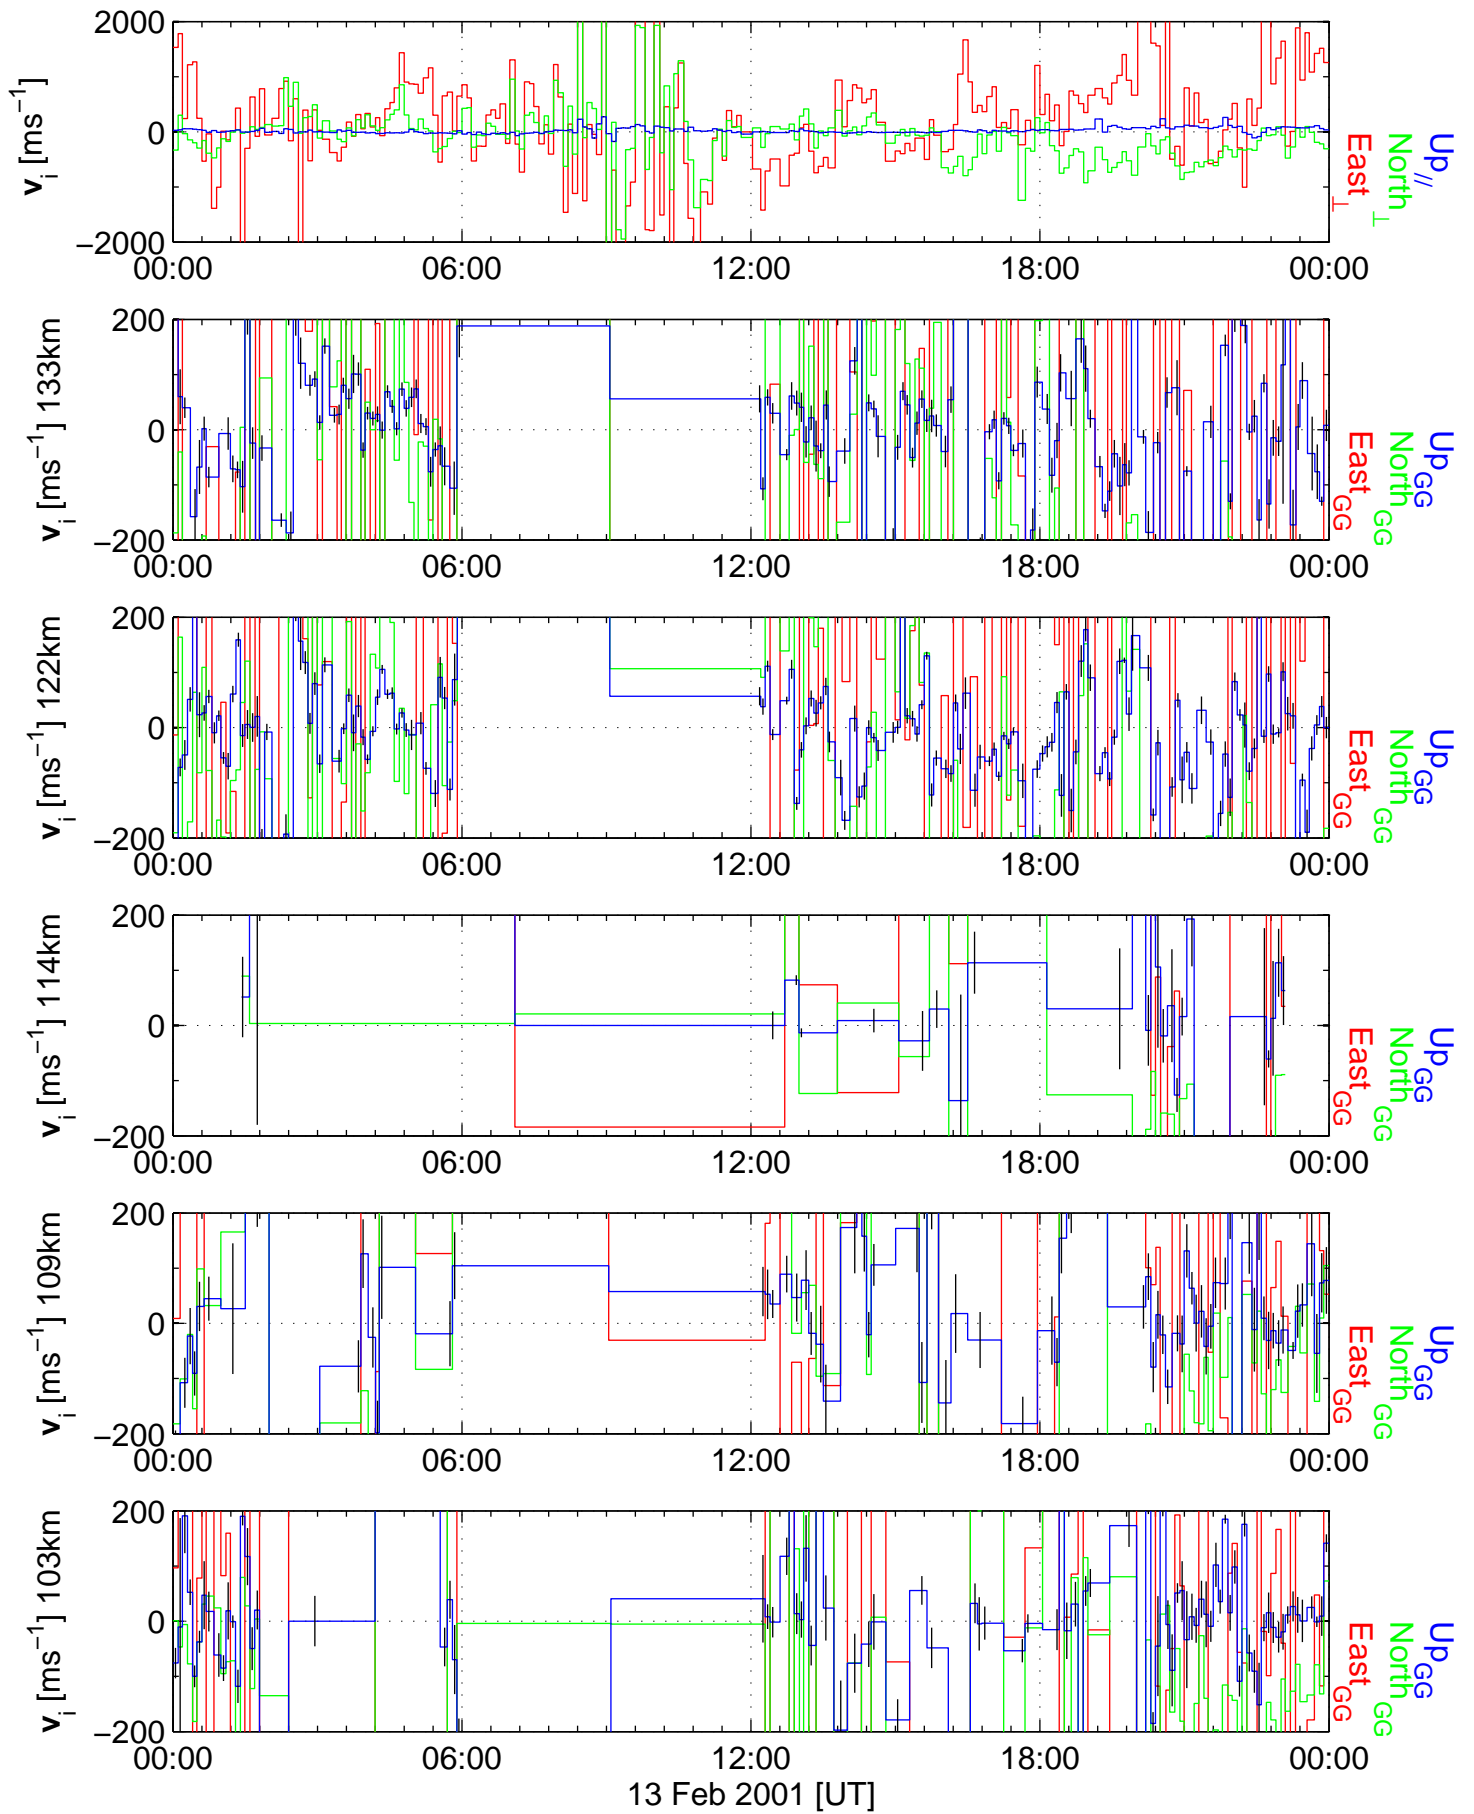 v_i [ms⁻¹]
2000
0
−2000
00:00 06:00 12:00 18:00 00:00
East_⊥
North_⊥
Up_//
v_i [ms⁻¹] 133km
200
0
−200
00:00 06:00 12:00 18:00 00:00
East_GG
North_GG
Up_GG
v_i [ms⁻¹] 122km
200
0
−200
00:00 06:00 12:00 18:00 00:00
East_GG
North_GG
Up_GG
v_i [ms⁻¹] 114km
200
0
−200
00:00 06:00 12:00 18:00 00:00
East_GG
North_GG
Up_GG
v_i [ms⁻¹] 109km
200
0
−200
00:00 06:00 12:00 18:00 00:00
East_GG
North_GG
Up_GG
v_i [ms⁻¹] 103km
200
0
−200
00:00 06:00 12:00 18:00 00:00
East_GG
North_GG
Up_GG
13 Feb 2001 [UT]